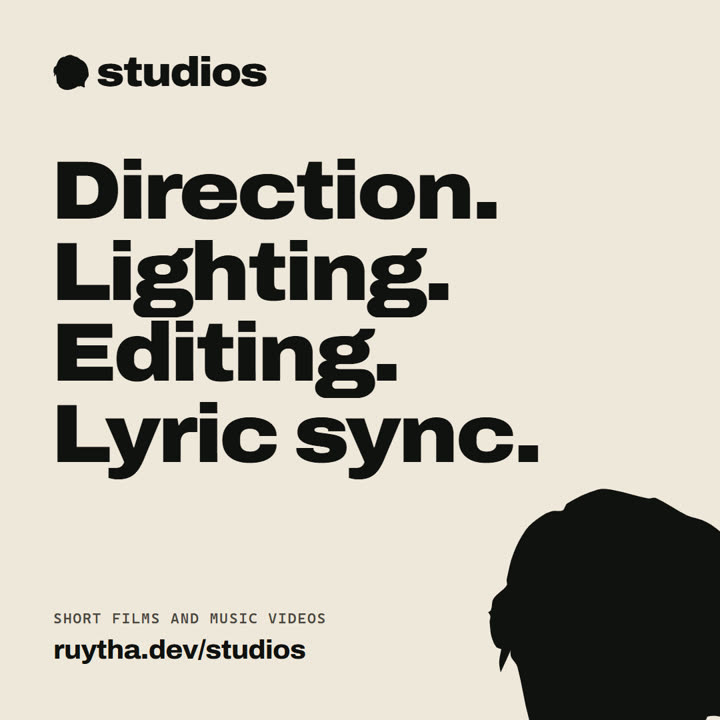 studios
Direction.
Lighting.
Editing.
Lyric sync.
SHORT FILMS AND MUSIC VIDEOS
ruytha.dev/studios